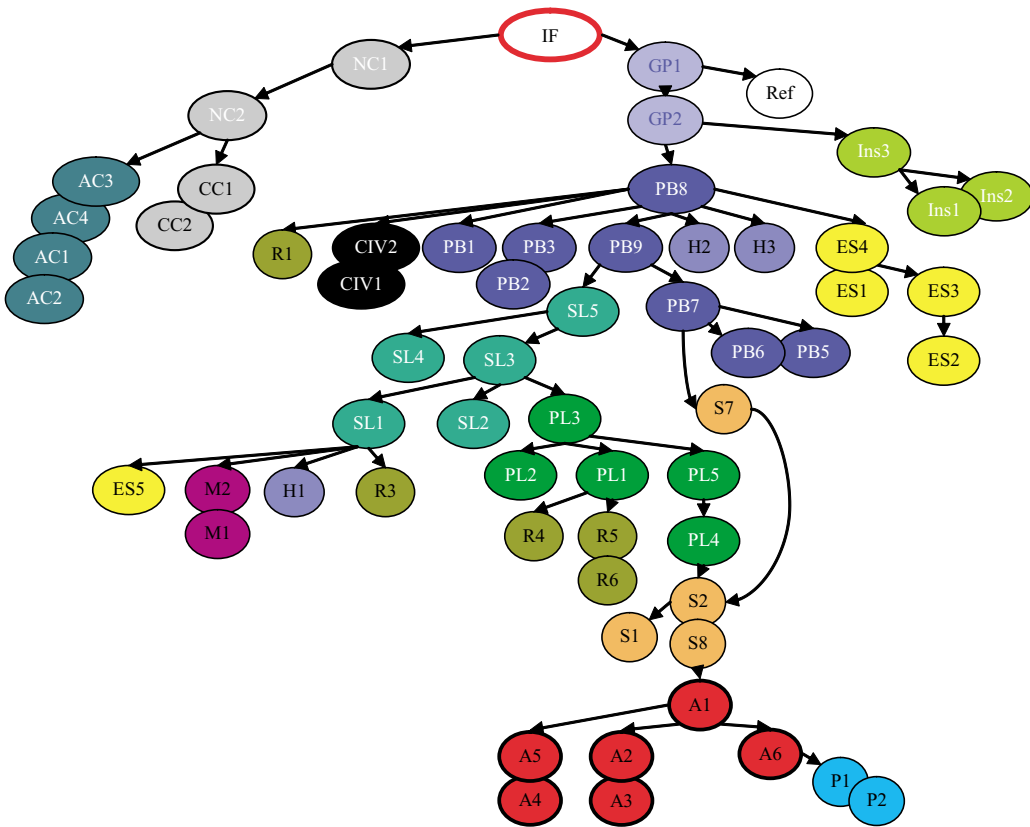 IF
NC1
GP1
Ref
NC2
GP2
Ins3
AC3
CC1
PB8
Ins2
Ins1
AC4
CC2
R1
CIV2
PB1
PB3
PB9
H2
H3
ES4
AC1
CIV1
PB2
ES1
ES3
AC2
SL5
PB7
SL4
SL3
PB6
PB5
ES2
SL1
SL2
PL3
S7
ES5
M2
H1
R3
PL2
PL1
PL5
M1
R4
R5
PL4
R6
S2
S1
S8
A1
A5
A2
A6
P1
A4
A3
P2